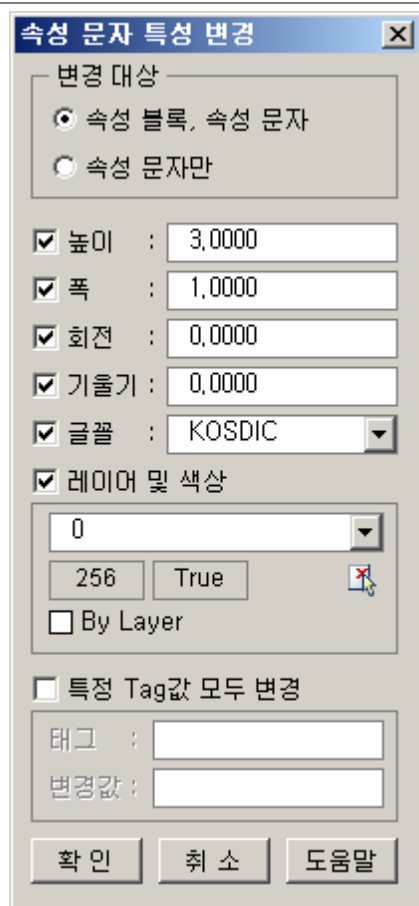 속성 문자 특성 변경
변경 대상
속성 블록, 속성 문자
속성 문자만
높이 : 3,0000
폭 : 1,0000
회전 : 0,0000
기울기 : 0,0000
글꼴 : KOSDIC
레이어 및 색상
0
256 True
By Layer
특정 Tag값 모두 변경
태그 :
변경값 :
확 인 취 소 도움말